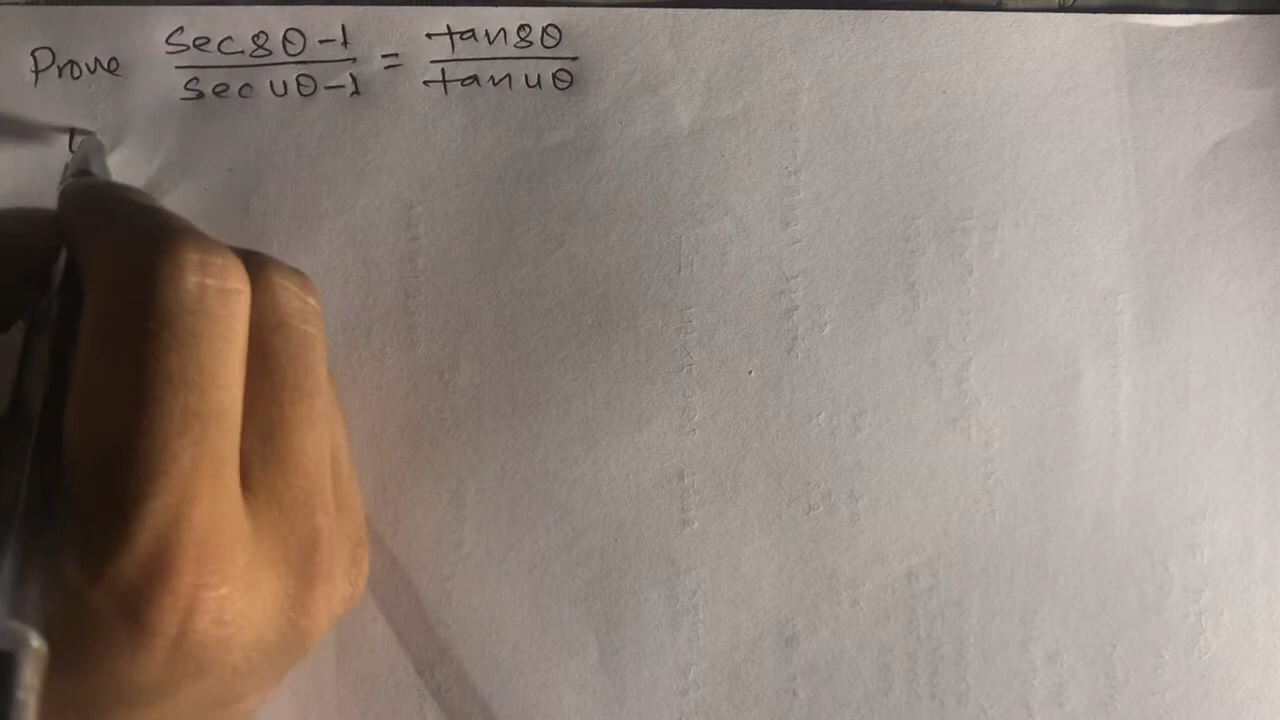 Prove sec8θ-1 / sec4θ-1 = tan8θ / tan4θ